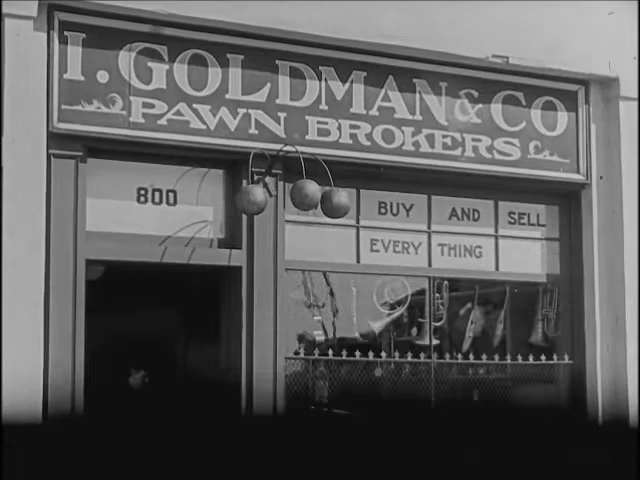 I. GOLDMAN & CO
PAWN BROKERS
800
BUY AND SELL
EVERY THING